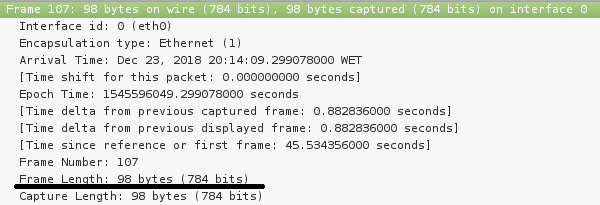 Frame 107: 98 bytes on wire (784 bits), 98 bytes captured (784 bits) on interface 0
Interface id: 0 (eth0)
Encapsulation type: Ethernet (1)
Arrival Time: Dec 23, 2018 20:14:09.299078000 WET
[Time shift for this packet: 0.000000000 seconds]
Epoch Time: 1545596049.299078000 seconds
[Time delta from previous captured frame: 0.882836000 seconds]
[Time delta from previous displayed frame: 0.882836000 seconds]
[Time since reference or first frame: 45.534356000 seconds]
Frame Number: 107
Frame Length: 98 bytes (784 bits)
Capture Length: 98 bytes (784 bits)